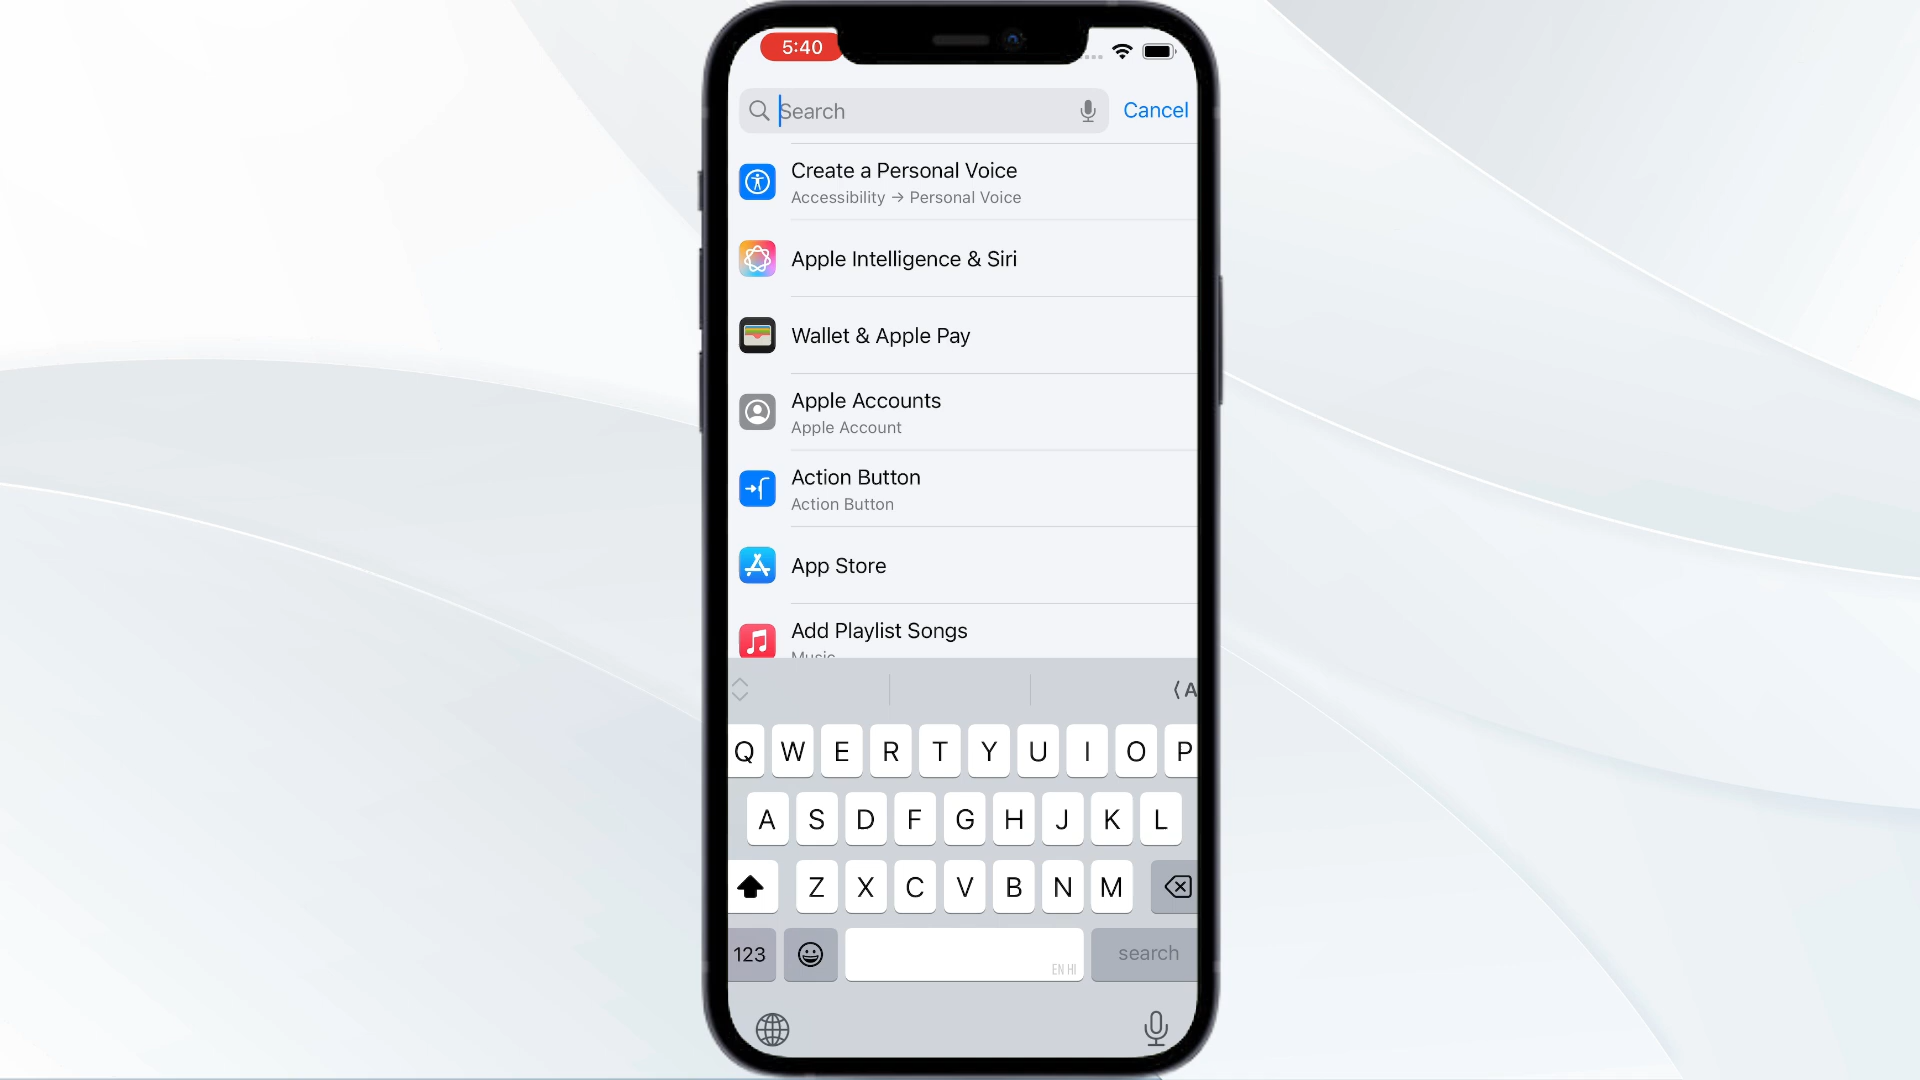 5:40
Search
Cancel
Create a Personal Voice
Accessibility → Personal Voice
Apple Intelligence & Siri
Wallet & Apple Pay
Apple Accounts
Apple Account
Action Button
Action Button
App Store
Add Playlist Songs
Music
⟨A
Q W E R T Y U I O P
A S D F G H J K L
Z X C V B N M
123
EN HI
search